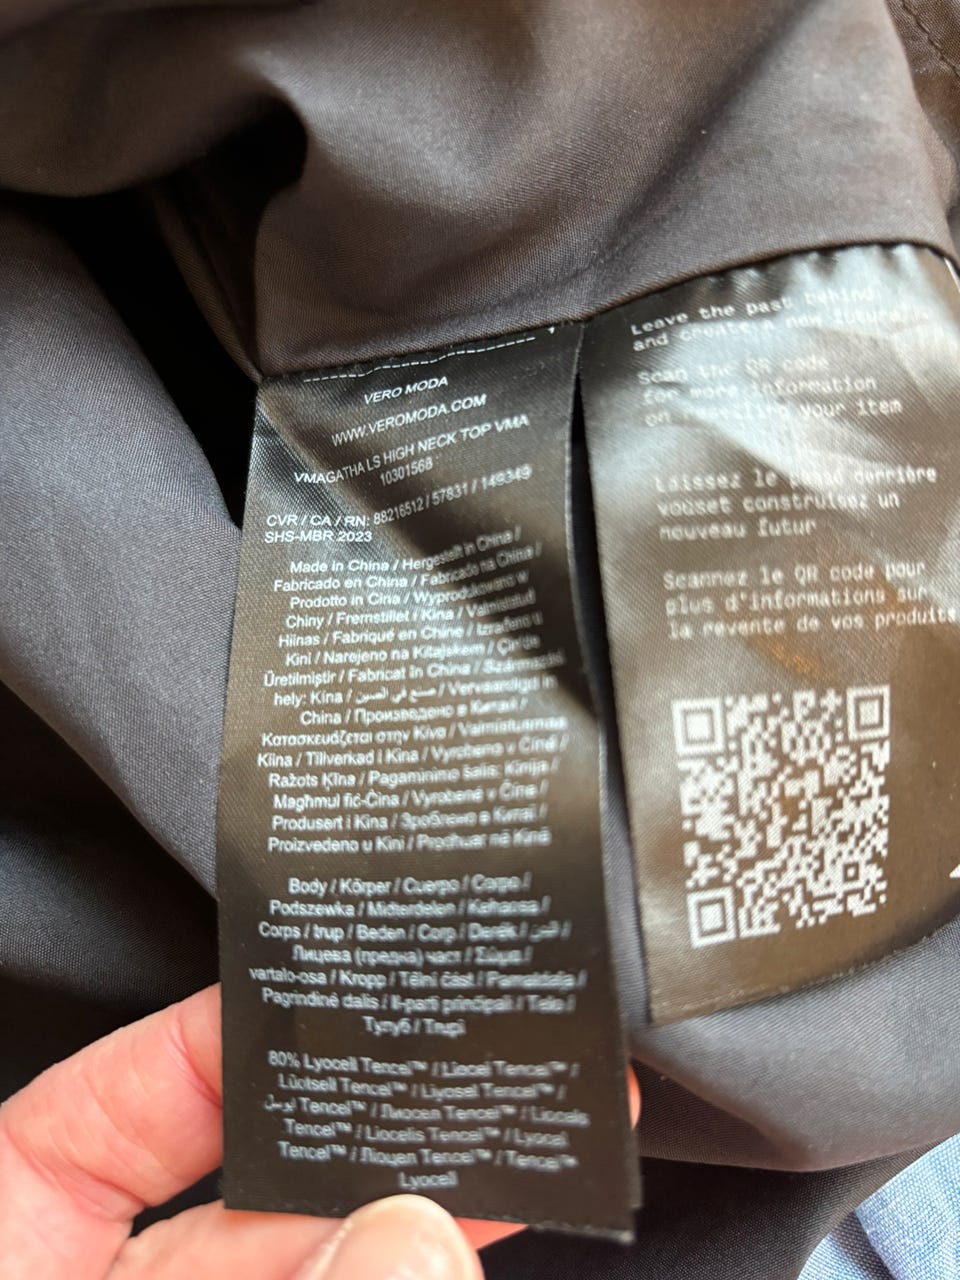 VERO MODA
WWW.VEROMODA.COM
VMAGATHA LS HIGH NECK TOP VMA
10301568
CVR / CA / RN: 88216512 / 57831 / 149349
SHS-MBR 2023
Made in China / Hergestellt in China /
Fabricado en China / Fabricado na China /
Prodotto in Cina / Wyprodukowano w
Chiny / Fremstillet i Kina / Valmistatud
Hiinas / Fabriqué en Chine / Izrađeno u
Kini / Narejeno na Kitajskem / Çin'de
Üretilmiştir / Fabricat în China / Származási
hely: Kína / صنع في الصين / Vervaardigd in
China / Произведено в Китай /
Κατασκευάζεται στην Κίνα / Valmistumaa
Kiina / Tillverkad i Kina / Vyrobeno v Číně /
Ražots Ķīna / Pagaminimo šalis: Kinija /
Magħmul fiċ-Ċina / Vyrobené v Číne /
Produsert i Kina / Зроблено в Китаї /
Proizvedeno u Kini / Prodhuar në Kinë
Body / Körper / Cuerpo / Corpo /
Podszewka / Midterdelen / Kehaosa /
Corps / trup / Beden / Corp / Derék / /
Лицева (предна) част / Σώμα /
vartalo-osa / Kropp / Tělní část / Pamatdaļa /
Pagrindinė dalis / Il-parti prinċipali / Telo /
Тулуб / Trupi
80% Lyocell Tencel™ / Liocel Tencel™ /
Lüotsell Tencel™ / Liyosel Tencel™ /
ليوسل Tencel™ / Лиосел Tencel™ / Liocelis
Tencel™ / Liocelis Tencel™ / Lyocel
Tencel™ / Ліоцел Tencel™ / Tencel™
Lyocell
Leave the past behind
and create a new future
Scan the QR code
for more information
on reselling your item
Laissez le passé derrière
vouset construisez un
nouveau futur
Scannez le QR code pour
plus d'informations sur
la revente de vos produits